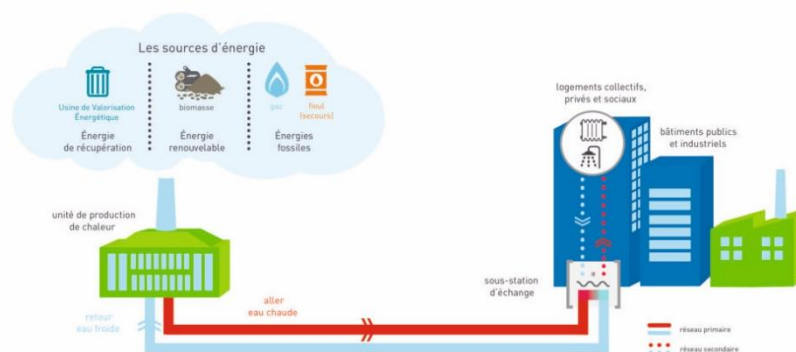 Les sources d'énergie
Usine de Valorisation
Énergétique
biomasse
gaz
fioul
(secours)
Énergie
de récupération
Énergie
renouvelable
Énergies
fossiles
unité de production
de chaleur
retour
eau froide
aller
eau chaude
logements collectifs,
privés et sociaux
bâtiments publics
et industriels
sous-station
d'échange
réseau primaire
réseau secondaire